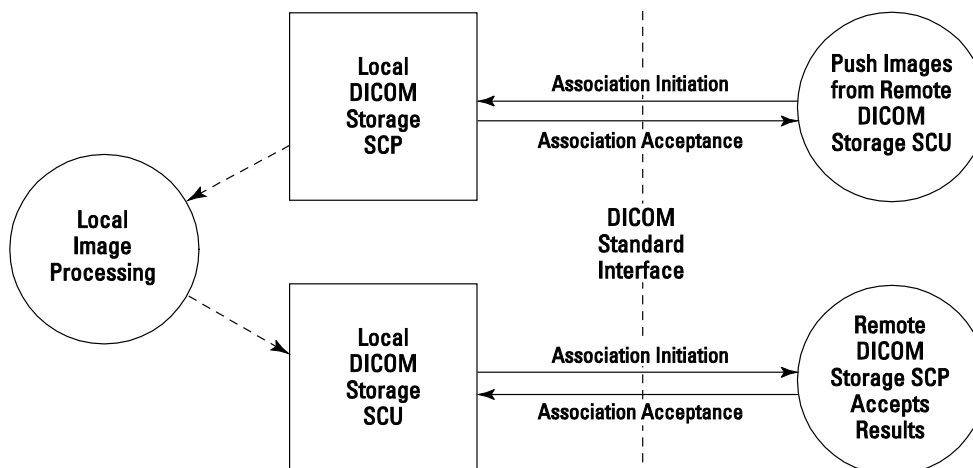 Local
DICOM
Storage
SCP
Association Initiation
Association Acceptance
Push Images
from Remote
DICOM
Storage SCU
Local
Image
Processing
DICOM
Standard
Interface
Local
DICOM
Storage
SCU
Association Initiation
Association Acceptance
Remote
DICOM
Storage SCP
Accepts
Results